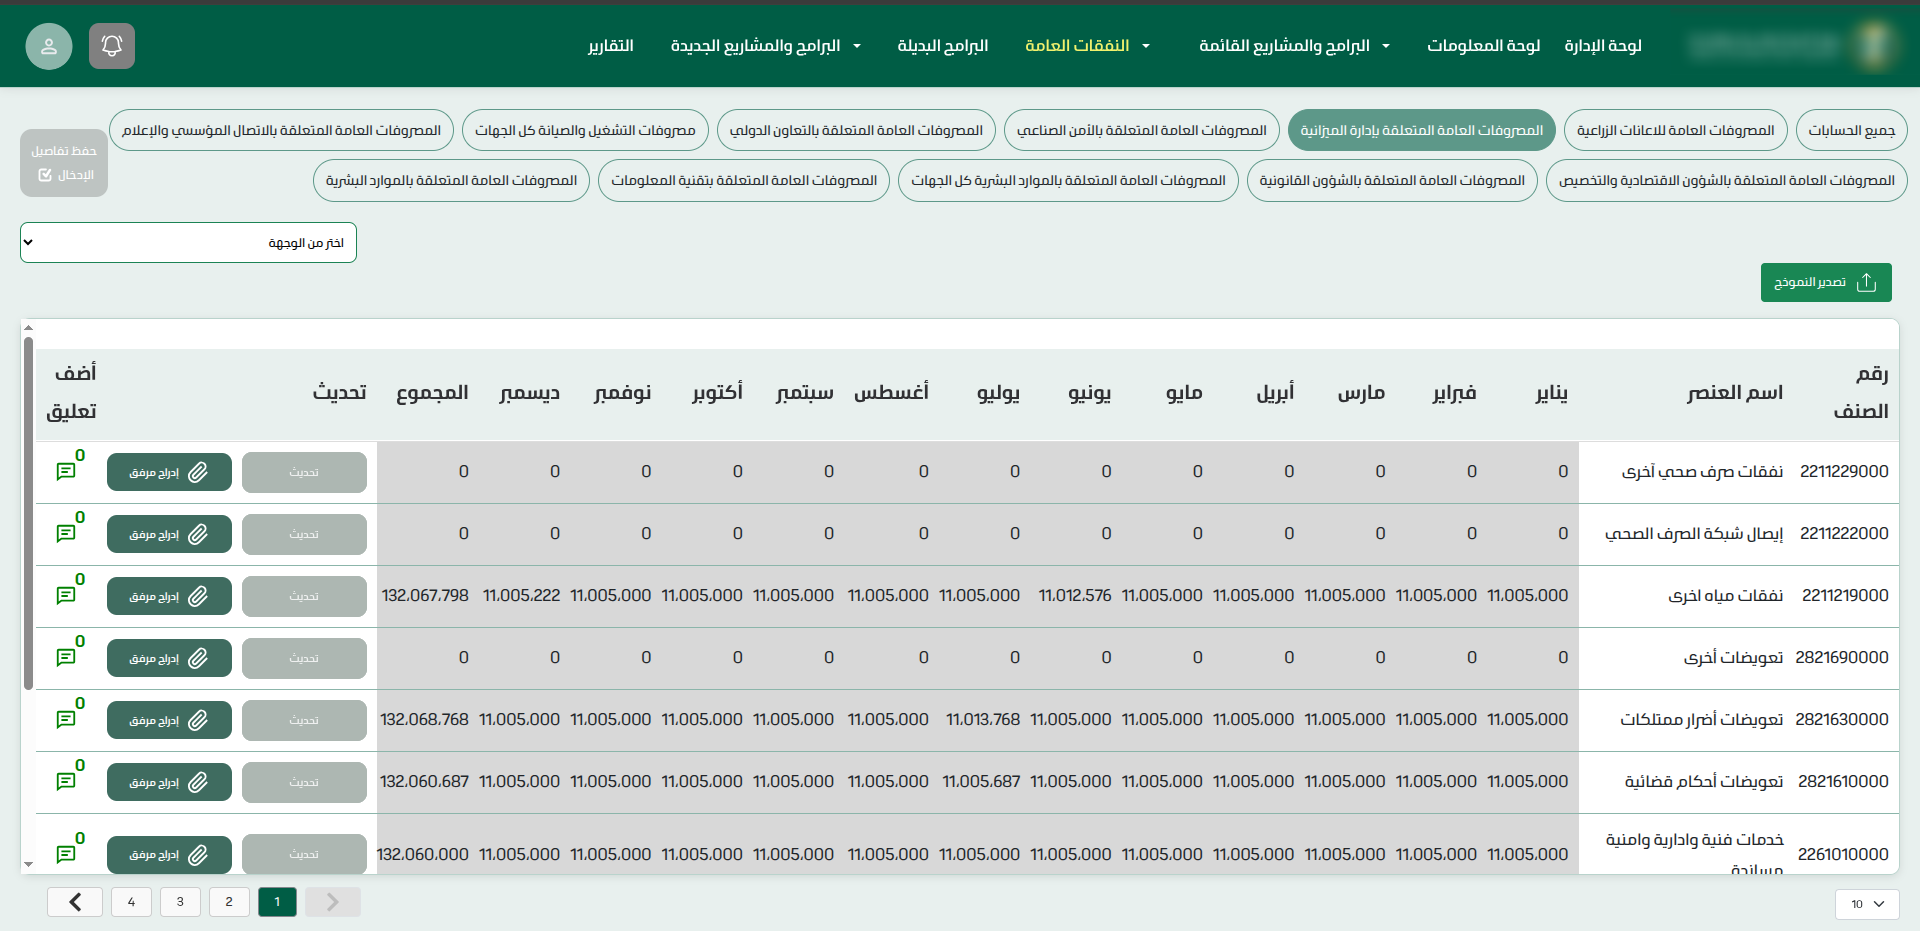 لوحة الإدارة لوحة المعلومات البرامج والمشاريع القائمة النفقات العامة البرامج البديلة البرامج والمشاريع الجديدة التقارير
جميع الحسابات المصروفات العامة للاعانات الزراعية المصروفات العامة المتعلقة بإدارة الميزانية المصروفات العامة المتعلقة بالأمن الصناعي المصروفات العامة المتعلقة بالتعاون الدولي مصروفات التشغيل والصيانة كل الجهات المصروفات العامة المتعلقة بالاتصال المؤسسي والإعلام
المصروفات العامة المتعلقة بالشؤون الاقتصادية والتخصيص المصروفات العامة المتعلقة بالشؤون القانونية المصروفات العامة المتعلقة بالموارد البشرية كل الجهات المصروفات العامة المتعلقة بتقنية المعلومات المصروفات العامة المتعلقة بالموارد البشرية
حفظ تفاصيل
الإدخال
اختر من الوجهة
تصدير النموذج
رقم الصنف اسم العنصر يناير فبراير مارس أبريل مايو يونيو يوليو أغسطس سبتمبر أكتوبر نوفمبر ديسمبر المجموع تحديث أضف تعليق
2211229000 نفقات صرف صحي آخرى 0 0 0 0 0 0 0 0 0 0 0 0 0 تحديث إدراج مرفق 0
2211222000 إيصال شبكة الصرف الصحي 0 0 0 0 0 0 0 0 0 0 0 0 0 تحديث إدراج مرفق 0
2211219000 نفقات مياه اخرى 11،005،000 11،005،000 11،005،000 11،005،000 11،005،000 11،012،576 11،005،000 11،005،000 11،005،000 11،005،000 11،005،000 11،005،222 132،067،798 تحديث إدراج مرفق 0
2821690000 تعويضات أخرى 0 0 0 0 0 0 0 0 0 0 0 0 0 تحديث إدراج مرفق 0
2821630000 تعويضات أضرار ممتلكات 11،005،000 11،005،000 11،005،000 11،005،000 11،005،000 11،005،000 11،013،768 11،005،000 11،005،000 11،005،000 11،005،000 11،005،000 132،068،768 تحديث إدراج مرفق 0
2821610000 تعويضات أحكام قضائية 11،005،000 11،005،000 11،005،000 11،005،000 11،005،000 11،005،000 11،005،687 11،005،000 11،005،000 11،005،000 11،005،000 11،005،000 132،060،687 تحديث إدراج مرفق 0
2261010000 خدمات فنية وادارية وامنية مساندة 11،005،000 11،005،000 11،005،000 11،005،000 11،005،000 11،005،000 11،005،000 11،005،000 11،005،000 11،005،000 11،005،000 11،005،000 132،060،000 تحديث إدراج مرفق 0
10 1 2 3 4